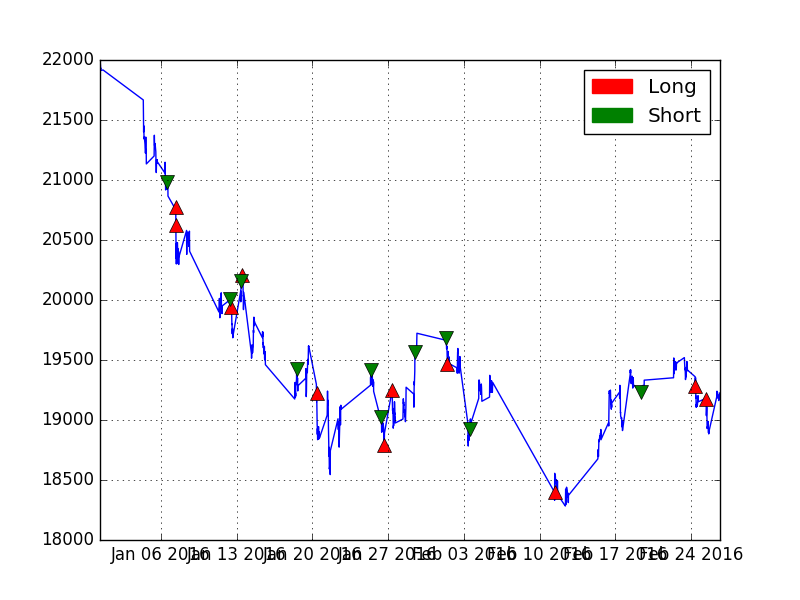 22000
21500
21000
20500
20000
19500
19000
18500
18000
Jan 06 2016
Jan 13 2016
Jan 20 2016
Jan 27 2016
Feb 03 2016
Feb 10 2016
Feb 17 2016
Feb 24 2016
Long
Short